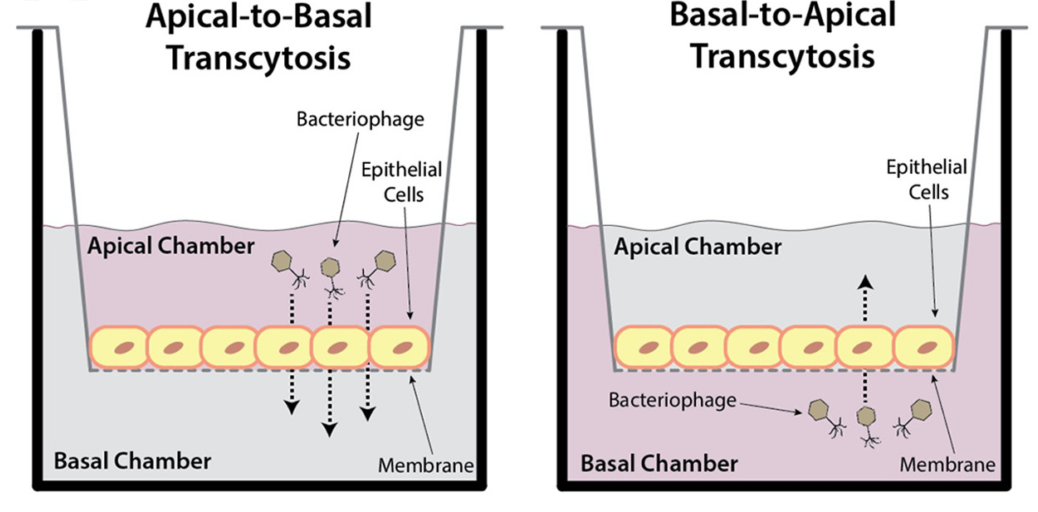 Apical-to-Basal
Transcytosis
Bacteriophage
Epithelial
Cells
Apical Chamber
Basal Chamber
Membrane
Basal-to-Apical
Transcytosis
Epithelial
Cells
Apical Chamber
Bacteriophage
Basal Chamber
Membrane